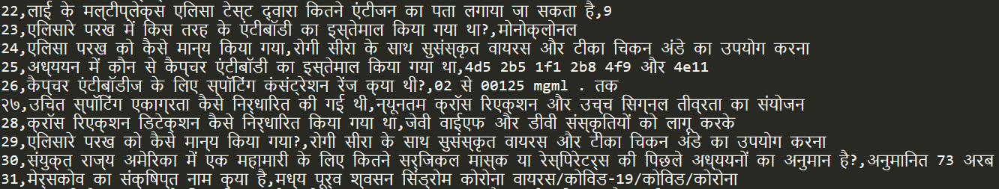 22,लाई के मल्टीप्लेक्स एलिसा टेस्ट द्वारा कितने एंटीजन का पता लगाया जा सकता है,9
23,एलिसारे परख में किस तरह के एंटीबॉडी का इस्तेमाल किया गया था?,मोनोक्लोनल
24,एलिसा परख को कैसे मान्य किया गया,रोगी सीरा के साथ सुसंस्कृत वायरस और टीका चिकन अंडे का उपयोग करना
25,अध्ययन में कौन से कैप्चर एंटीबॉडी का इस्तेमाल किया गया था,4d5 2b5 1f1 2b8 4f9 और 4e11
26,कैप्चर एंटीबॉडीज के लिए स्पॉटिंग कंसंट्रेशन रेंज क्या थी?,02 से 00125 mgml . तक
२७,उचित स्पॉटिंग एकाग्रता कैसे निर्धारित की गई थी,न्यूनतम क्रॉस रिएक्शन और उच्च सिग्नल तीव्रता का संयोजन
28,क्रॉस रिएक्शन डिटेक्शन कैसे निर्धारित किया गया था,जेवी वाईएफ और डीवी संस्कृतियों को लागू करके
29,एलिसारे परख को कैसे मान्य किया गया?,रोगी सीरा के साथ सुसंस्कृत वायरस और टीका चिकन अंडे का उपयोग करना
30,संयुक्त राज्य अमेरिका में एक महामारी के लिए कितने सर्जिकल मास्क या रेस्पिरेटर्स की पिछले अध्ययनों का अनुमान है?,अनुमानित 73 अरब
31,मेर्सकोव का संक्षिप्त नाम क्या है,मध्य पूर्व श्वसन सिंड्रोम कोरोना वायरस/कोविड-19/कोविड/कोरोना